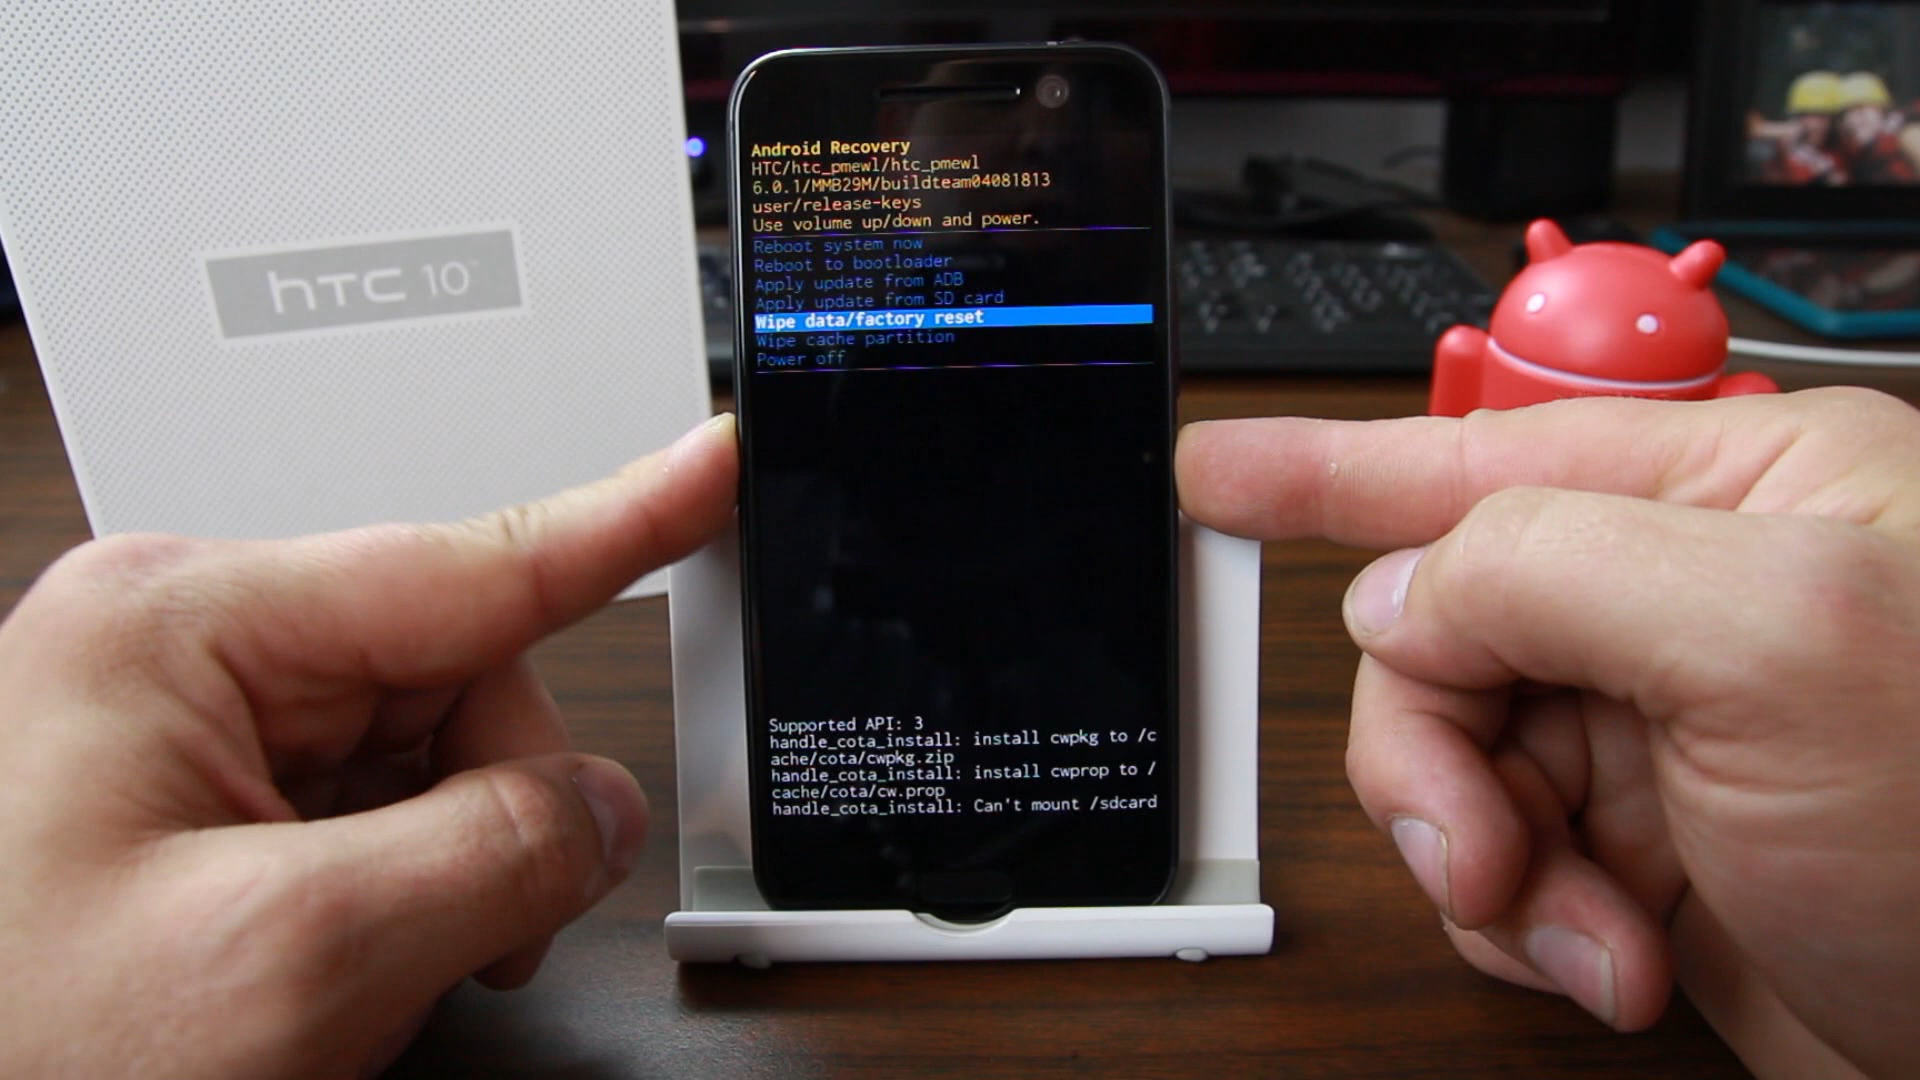 hTC 10™
Android Recovery
HTC/htc_pmewl/htc_pmewl
6.0.1/MMB29M/buildteam04081813
user/release-keys
Use volume up/down and power.
Reboot system now
Reboot to bootloader
Apply update from ADB
Apply update from SD card
Wipe data/factory reset
Wipe cache partition
Power off
Supported API: 3
handle_cota_install: install cwpkg to /c
ache/cota/cwpkg.zip
handle_cota_install: install cwprop to /
cache/cota/cw.prop
handle_cota_install: Can't mount /sdcard